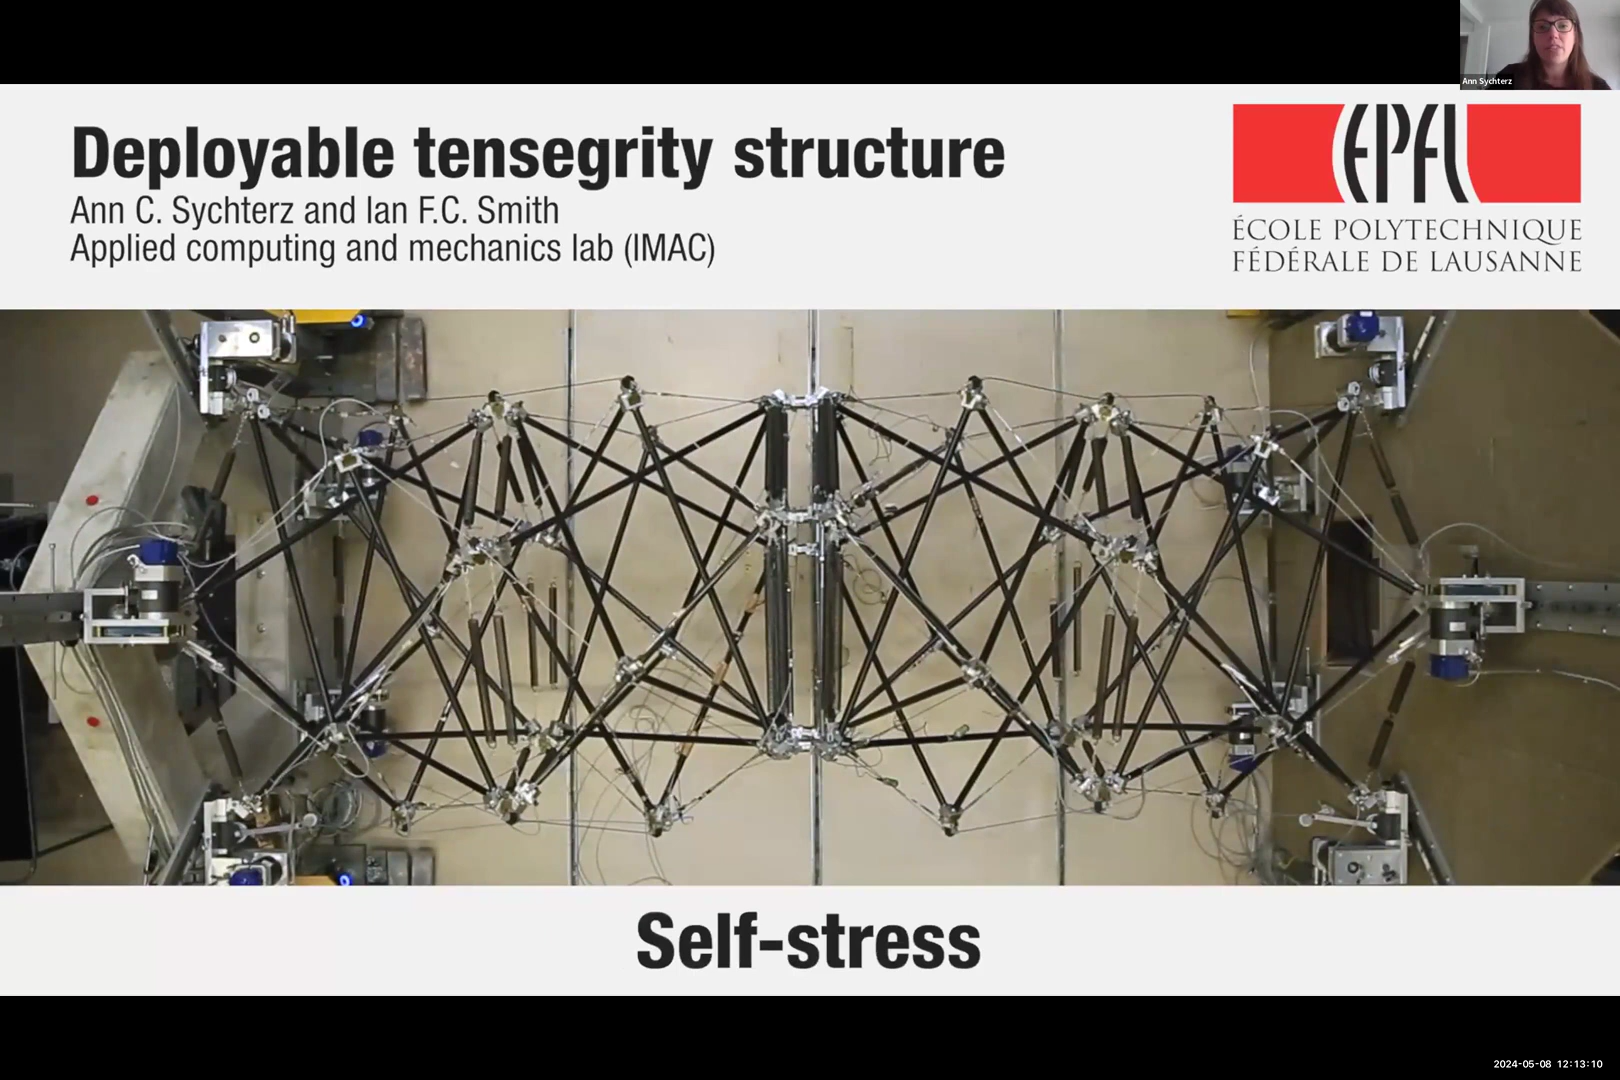 Ann Sychterz
Deployable tensegrity structure
Ann C. Sychterz and Ian F.C. Smith
Applied computing and mechanics lab (IMAC)
EPFL
ÉCOLE POLYTECHNIQUE
FÉDÉRALE DE LAUSANNE
Self-stress
2024-05-08 12:13:10